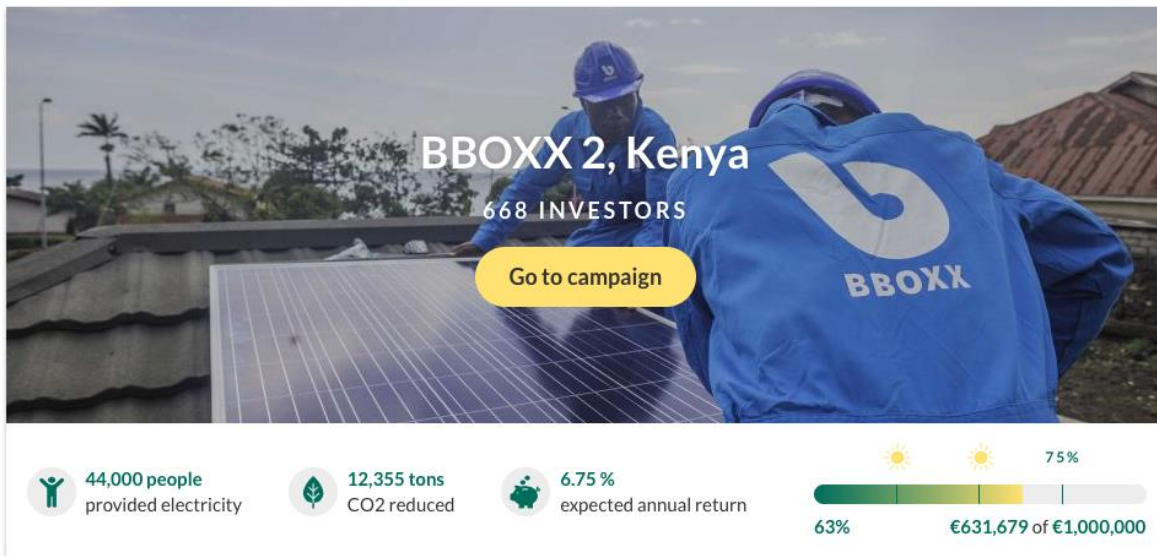 BBOXX 2, Kenya
668 INVESTORS
Go to campaign
BBOXX
44,000 people
provided electricity
12,355 tons
CO2 reduced
6.75 %
expected annual return
75%
63%
€631,679 of €1,000,000